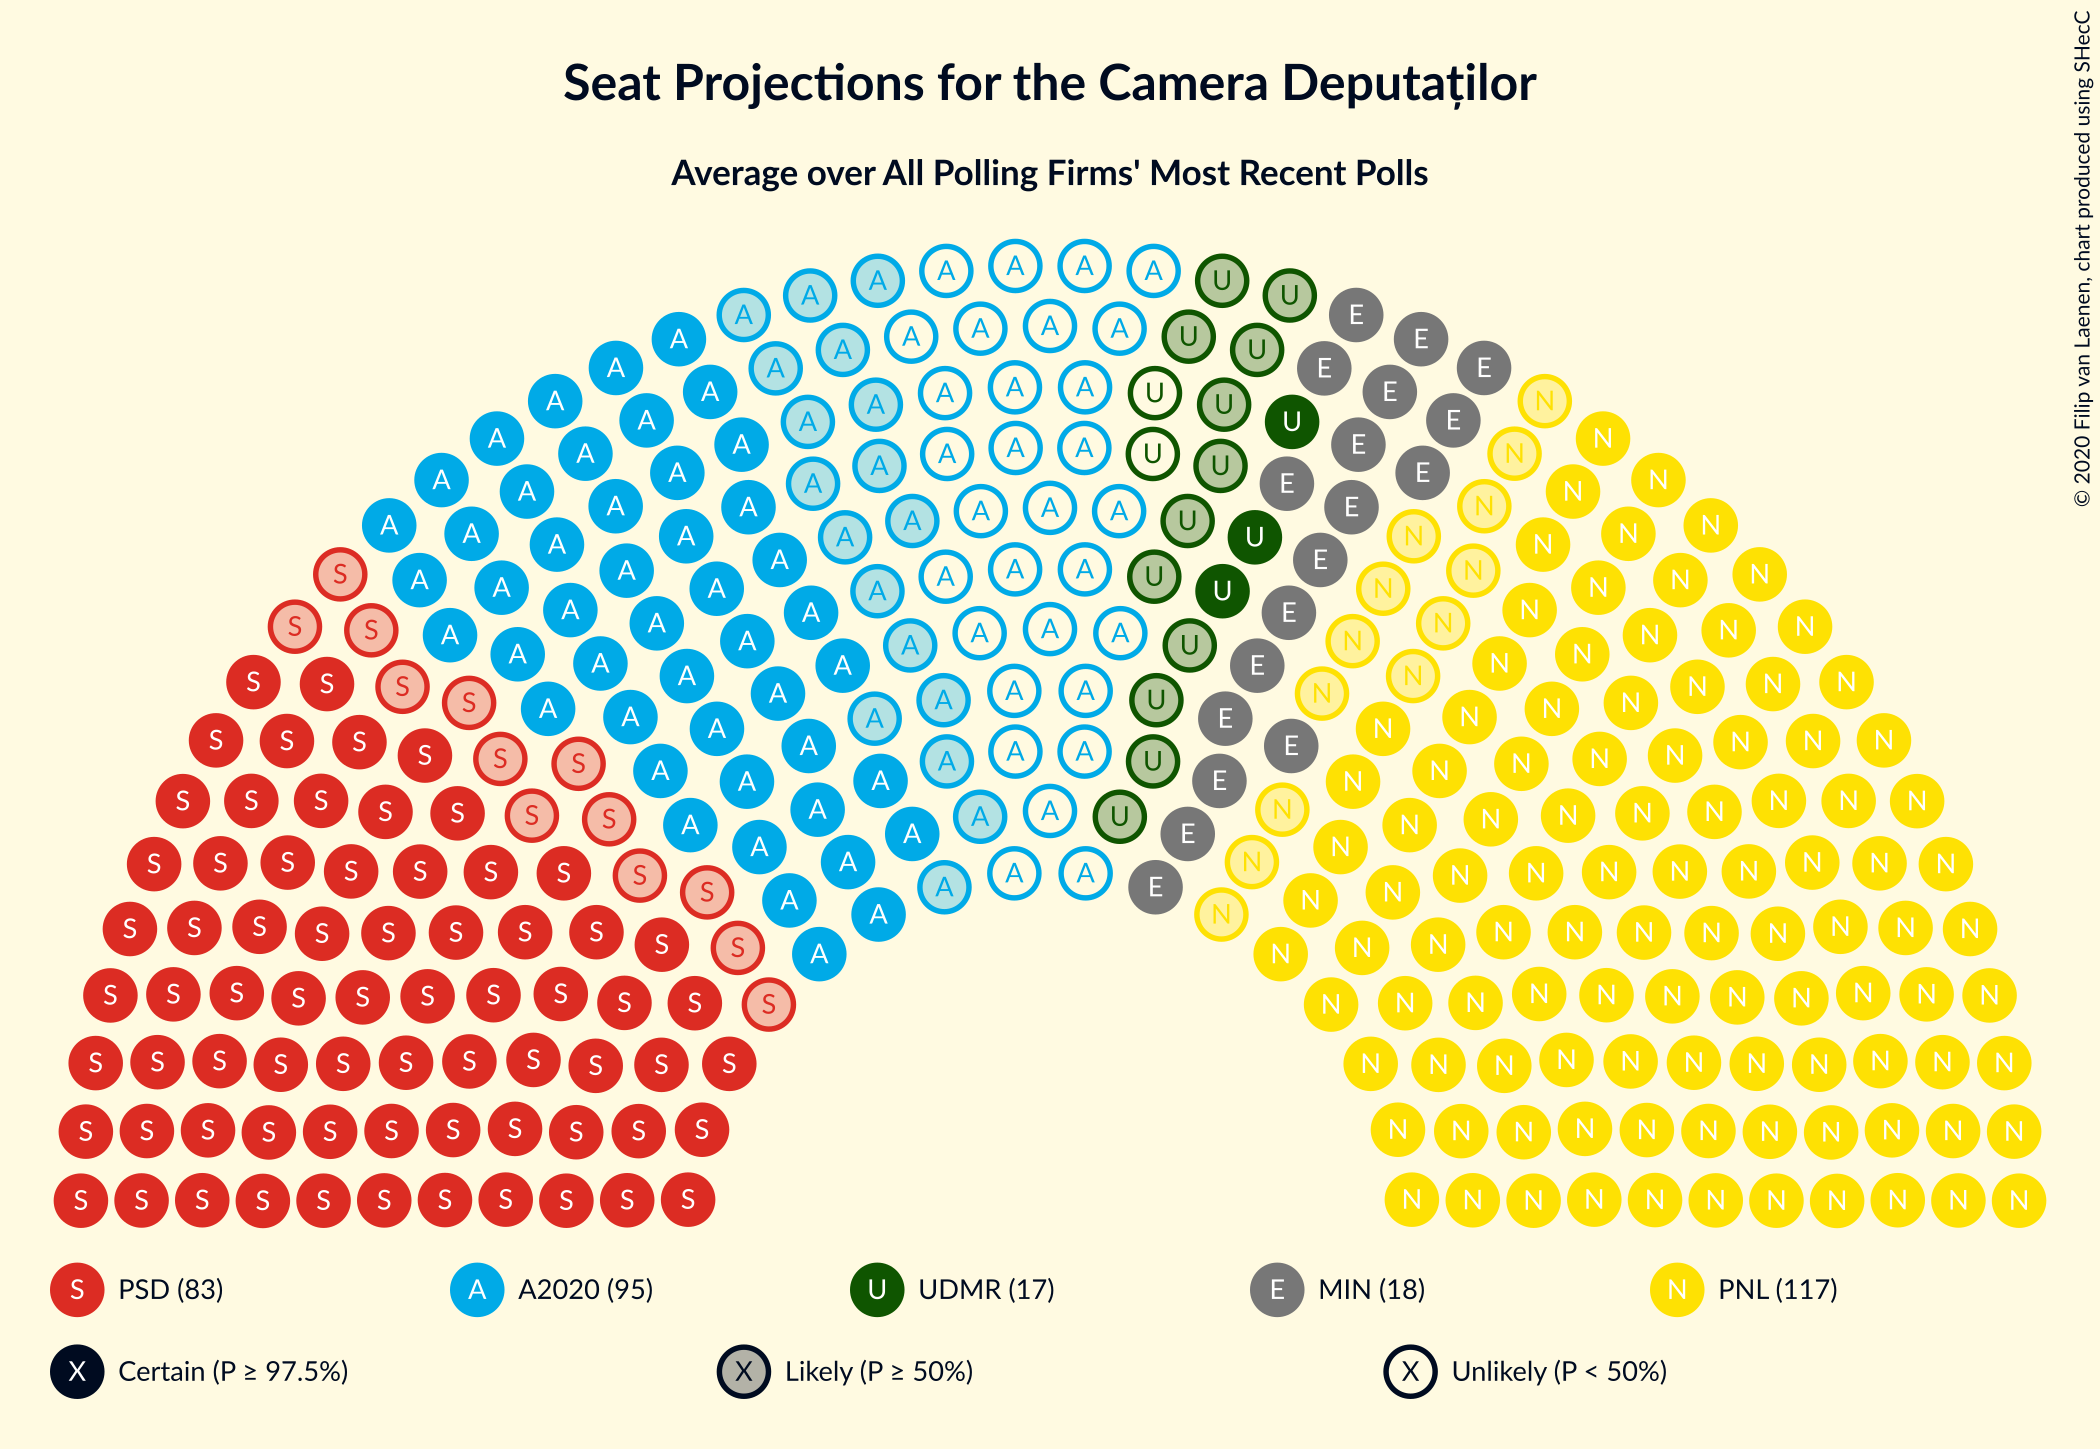 Seat Projections for the Camera Deputaților
Average over All Polling Firms' Most Recent Polls
© 2020 Filip van Laenen, chart produced using SHecC
S PSD (83)
A A2020 (95)
U UDMR (17)
E MIN (18)
N PNL (117)
X Certain (P ≥ 97.5%)
X Likely (P ≥ 50%)
X Unlikely (P < 50%)